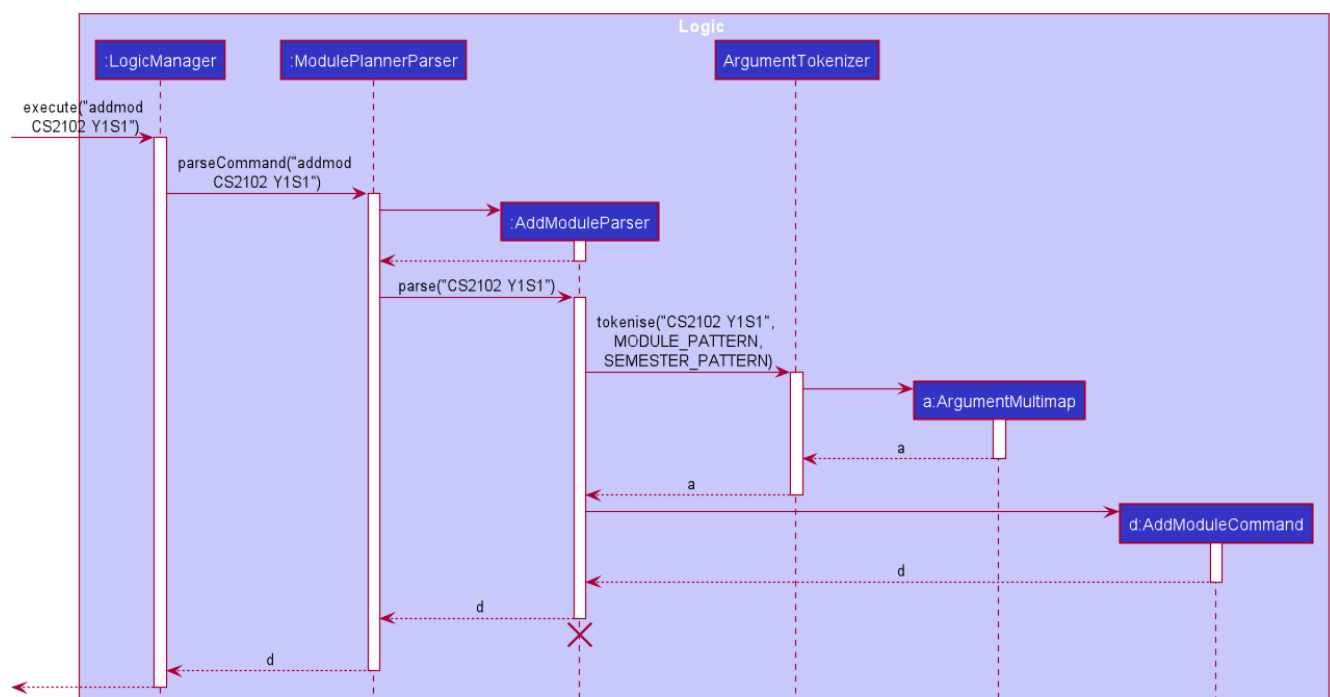 Logic
:LogicManager
:ModulePlannerParser
ArgumentTokenizer
execute("addmod
CS2102 Y1S1")
parseCommand("addmod
CS2102 Y1S1")
:AddModuleParser
parse("CS2102 Y1S1")
tokenise("CS2102 Y1S1",
MODULE_PATTERN,
SEMESTER_PATTERN)
a:ArgumentMultimap
a
a
d:AddModuleCommand
d
d
d